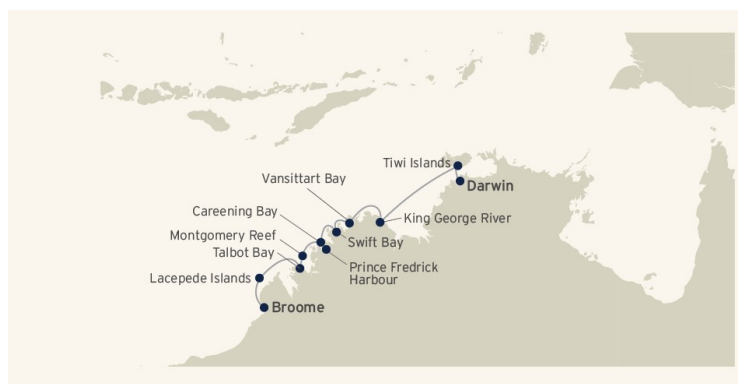 Tiwi Islands
Darwin
Vansittart Bay
Careening Bay
King George River
Montgomery Reef
Swift Bay
Talbot Bay
Prince Fredrick
Harbour
Lacepede Islands
Broome